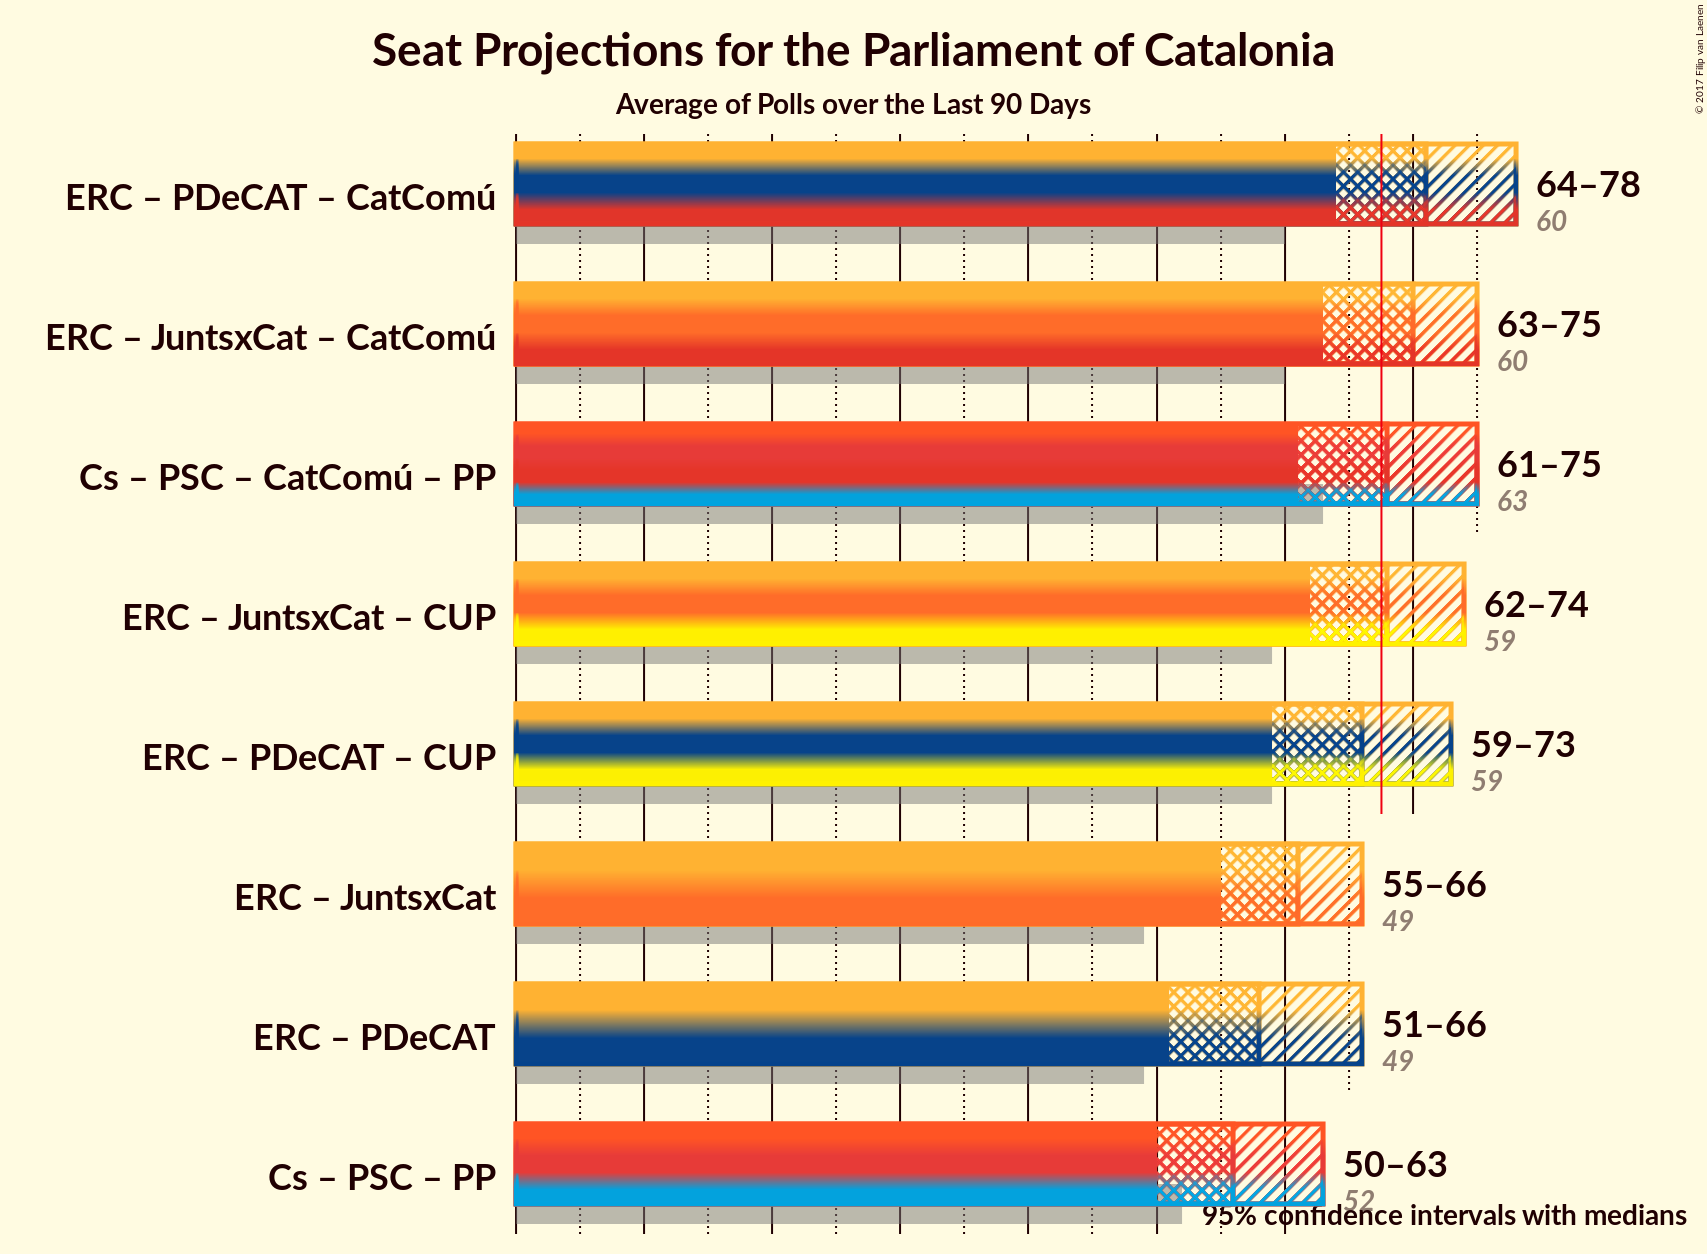 Seat Projections for the Parliament of Catalonia
Average of Polls over the Last 90 Days
© 2017 Filip van Laenen
ERC – PDeCAT – CatComú
64–78
60
ERC – JuntsxCat – CatComú
63–75
60
Cs – PSC – CatComú – PP
61–75
63
ERC – JuntsxCat – CUP
62–74
59
ERC – PDeCAT – CUP
59–73
59
ERC – JuntsxCat
55–66
49
ERC – PDeCAT
51–66
49
Cs – PSC – PP
50–63
52
95% confidence intervals with medians